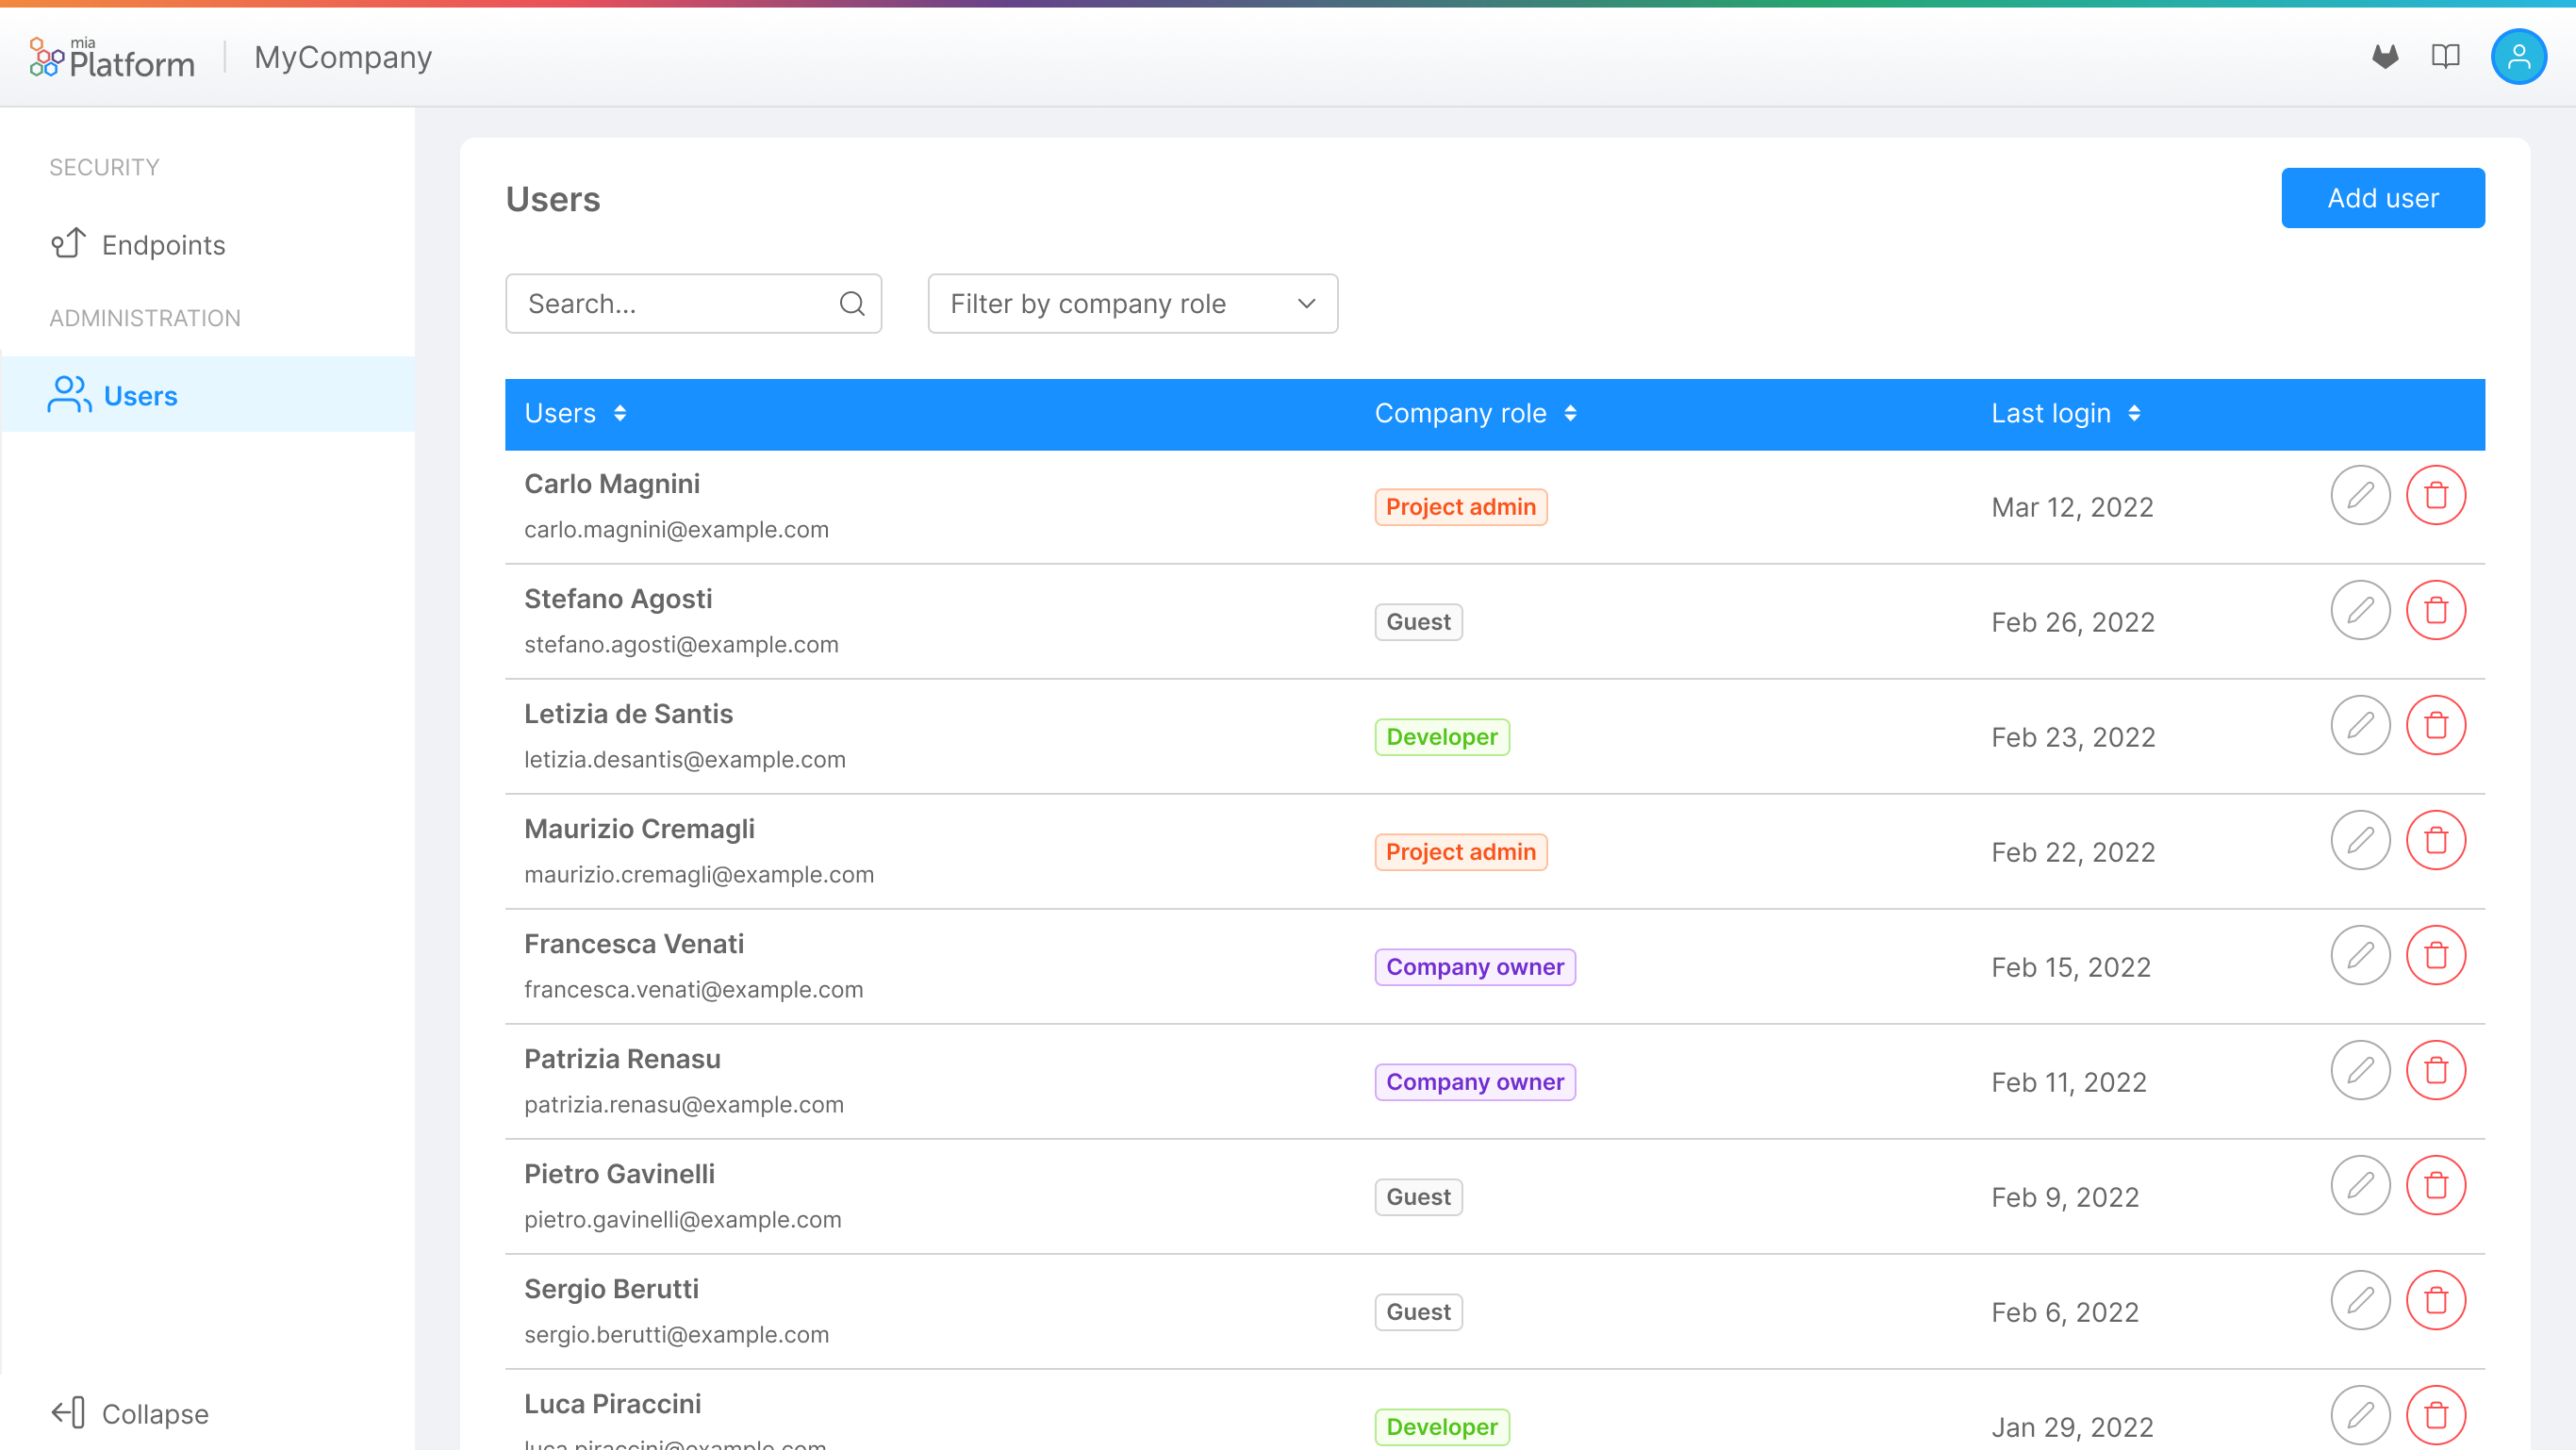 mia
Platform
MyCompany
SECURITY
Endpoints
ADMINISTRATION
Users
Collapse
Users
Add user
Search...
Filter by company role
Users
Company role
Last login
Carlo Magnini
carlo.magnini@example.com
Project admin
Mar 12, 2022
Stefano Agosti
stefano.agosti@example.com
Guest
Feb 26, 2022
Letizia de Santis
letizia.desantis@example.com
Developer
Feb 23, 2022
Maurizio Cremagli
maurizio.cremagli@example.com
Project admin
Feb 22, 2022
Francesca Venati
francesca.venati@example.com
Company owner
Feb 15, 2022
Patrizia Renasu
patrizia.renasu@example.com
Company owner
Feb 11, 2022
Pietro Gavinelli
pietro.gavinelli@example.com
Guest
Feb 9, 2022
Sergio Berutti
sergio.berutti@example.com
Guest
Feb 6, 2022
Luca Piraccini
luca.piraccini@example.com
Developer
Jan 29, 2022